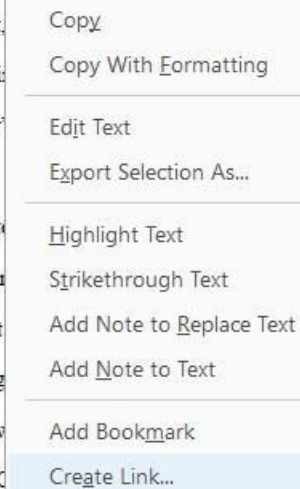 Copy
Copy With Formatting
Edit Text
Export Selection As...
Highlight Text
Strikethrough Text
Add Note to Replace Text
Add Note to Text
Add Bookmark
Create Link...